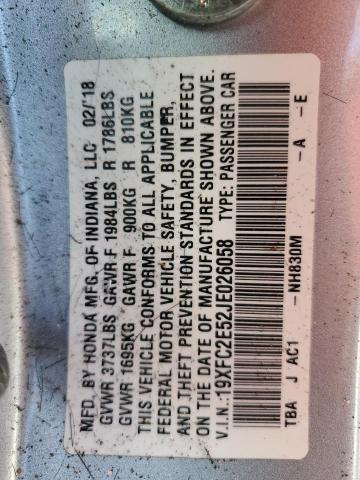 MFG. BY HONDA MFG. OF INDIANA, LLC 02/'18
GVWR 3737LBS GAWR F 1984LBS R 1786LBS
GVWR 1695KG GAWR F 900KG R 810KG
THIS VEHICLE CONFORMS TO ALL APPLICABLE
FEDERAL MOTOR VEHICLE SAFETY, BUMPER,
AND THEFT PREVENTION STANDARDS IN EFFECT
ON THE DATE OF MANUFACTURE SHOWN ABOVE.
V.I.N.:19XFC2E52JE026058 TYPE: PASSENGER CAR
TBA J AC1 -NH830M -A -E